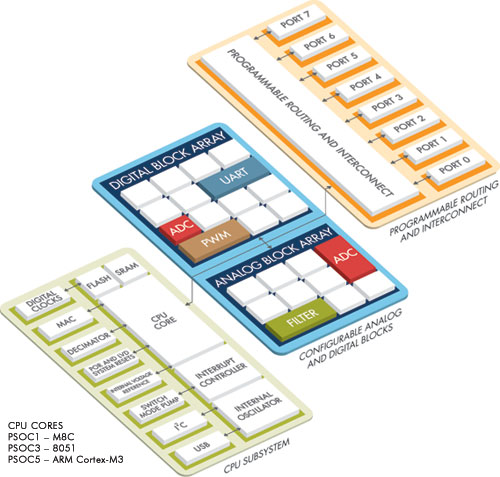 PORT 7
PORT 6
PORT 5
PORT 4
PORT 3
PORT 2
PORT 1
PORT 0
PROGRAMMABLE ROUTING AND INTERCONNECT
PROGRAMMABLE ROUTING
AND INTERCONNECT
DIGITAL BLOCK ARRAY
UART
ADC
PWM
ANALOG BLOCK ARRAY
ADC
FILTER
CONFIGURABLE ANALOG
AND DIGITAL BLOCKS
DIGITAL
CLOCKS
FLASH
SRAM
MAC
CPU
CORE
DECIMATOR
POR AND LVD
SYSTEM RESETS
INTERNAL VOLTAGE
REFERENCE
INTERRUPT
CONTROLLER
SWITCH
MODE PUMP
INTERNAL
OSCILLATOR
I²C
USB
CPU SUBSYSTEM
CPU CORES
PSOC1 – M8C
PSOC3 – 8051
PSOC5 – ARM Cortex-M3